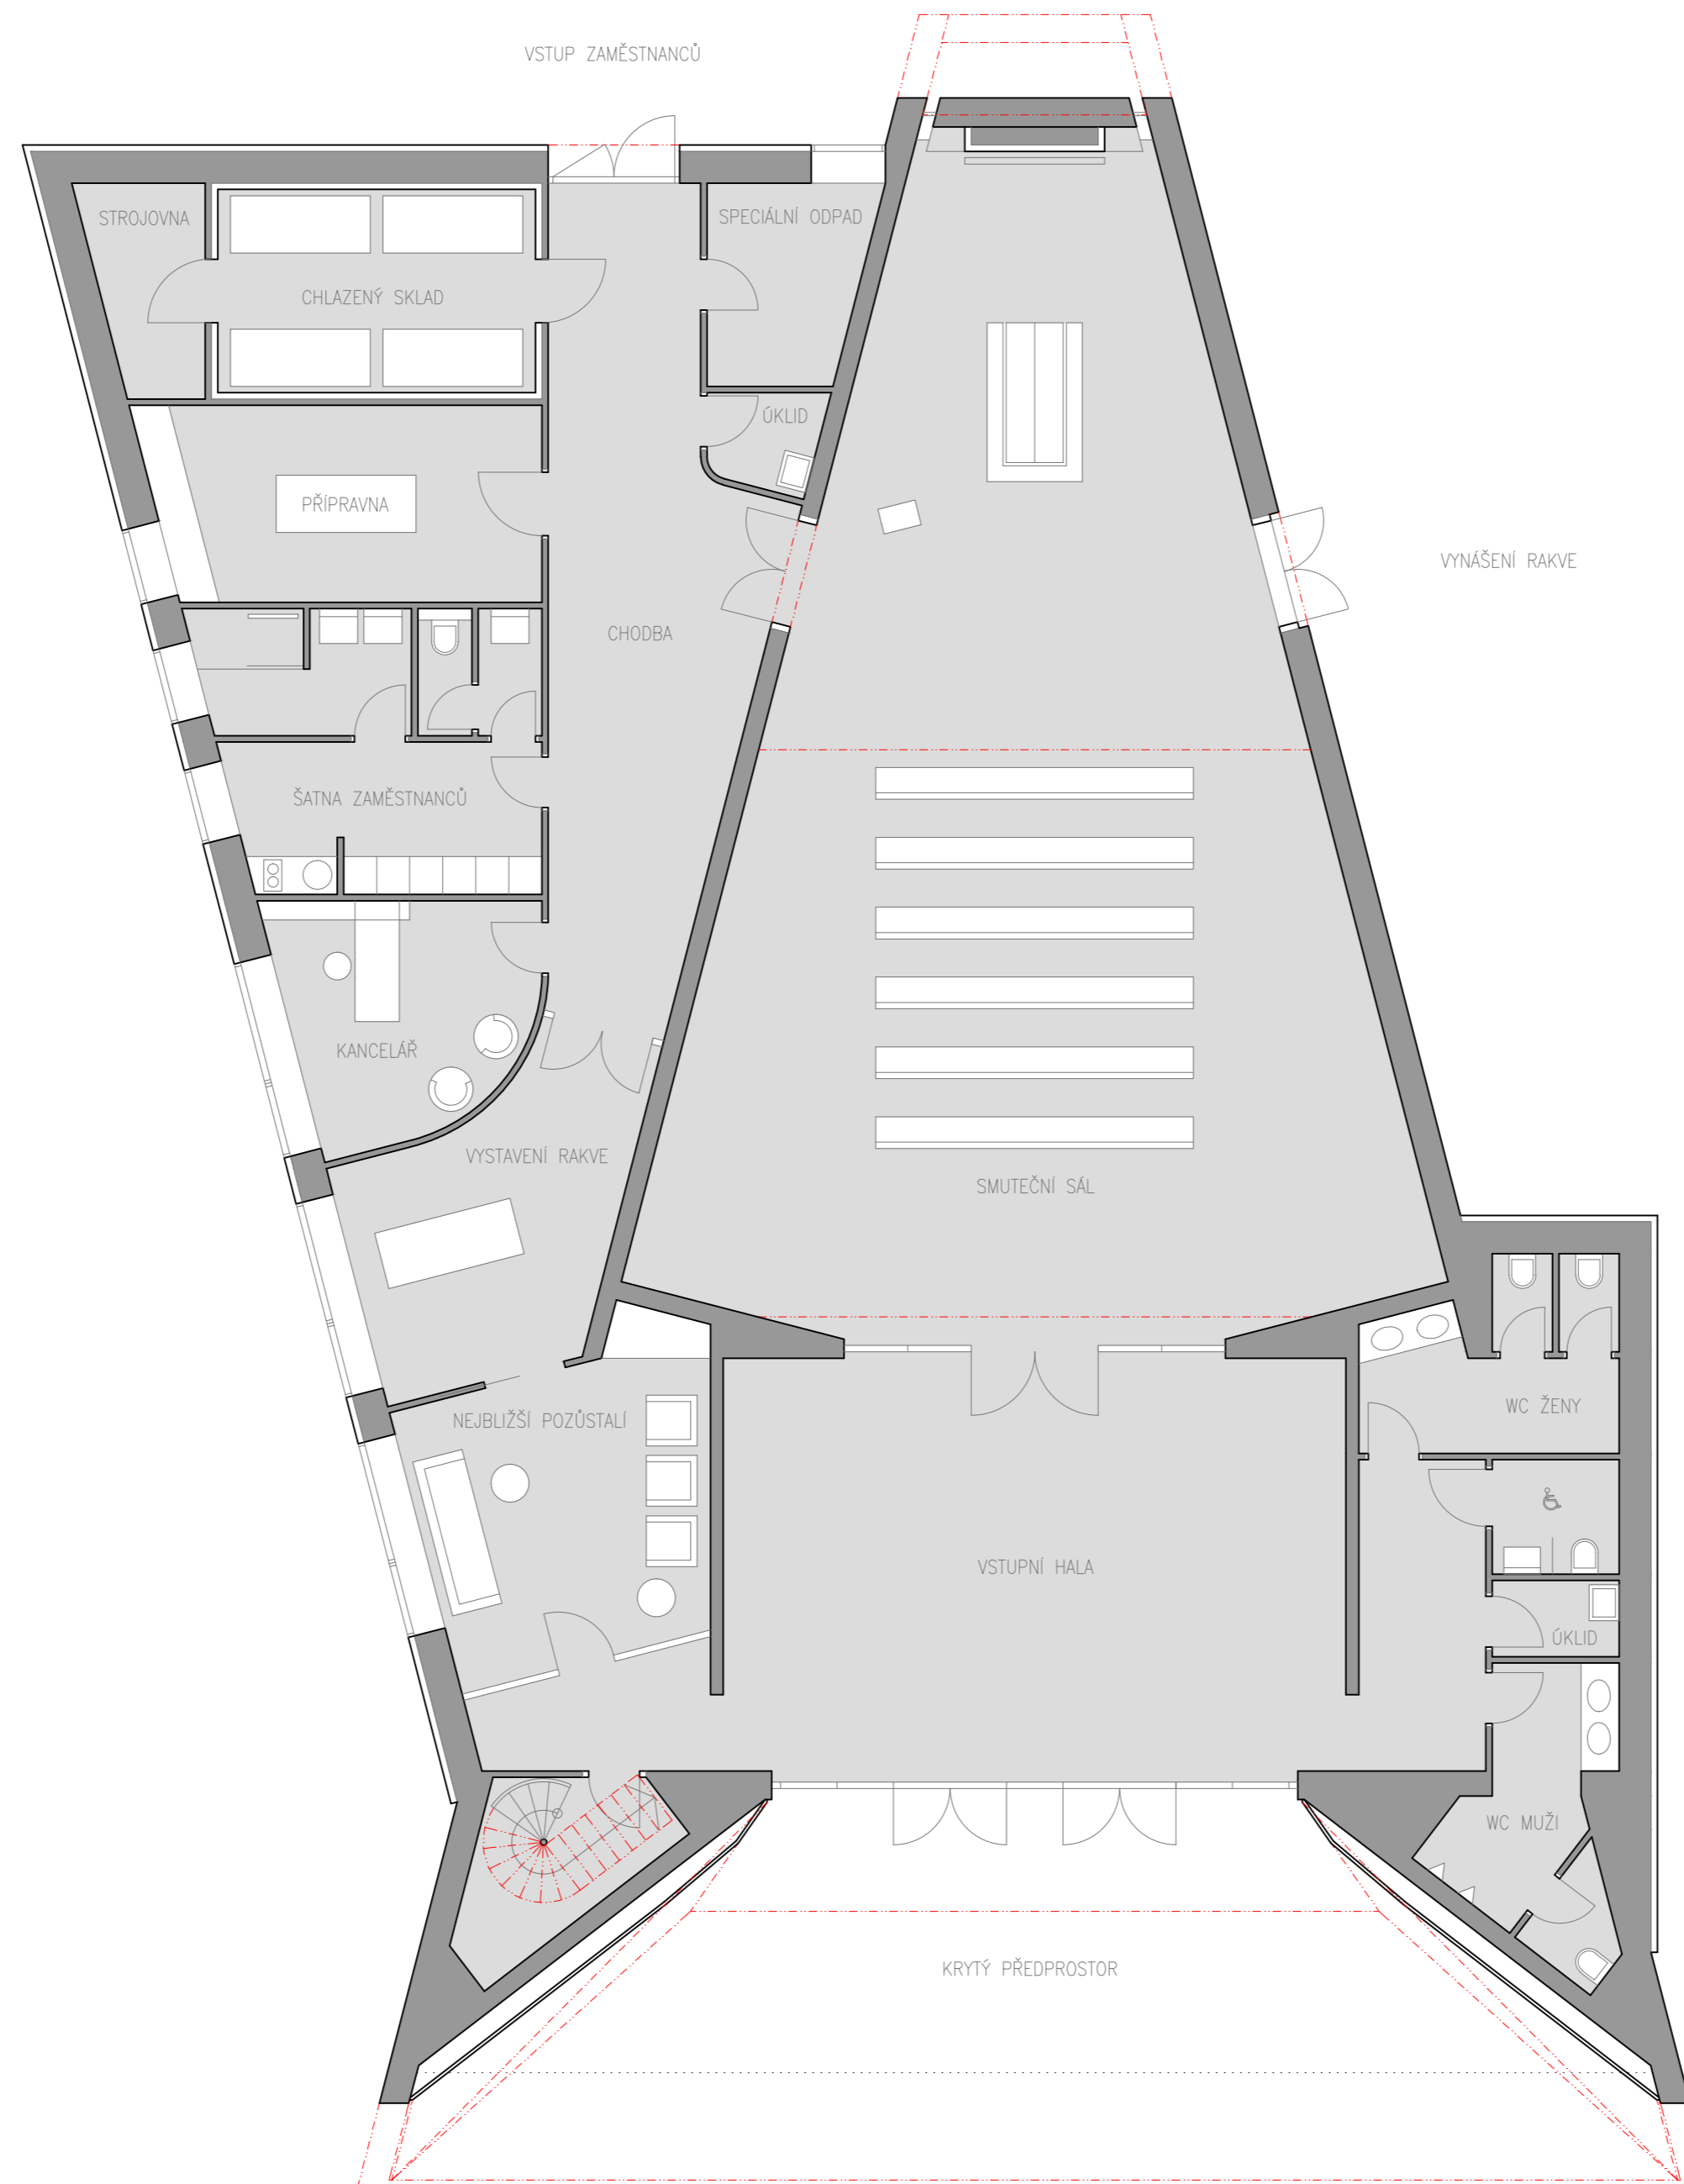 VSTUP ZAMĚSTNANCŮ
STROJOVNA
SPECIÁLNÍ ODPAD
CHLAZENÝ SKLAD
ÚKLID
PŘÍPRAVNA
VYNÁŠENÍ RAKVE
CHODBA
ŠATNA ZAMĚSTNANCŮ
KANCELÁŘ
VYSTAVENÍ RAKVE
SMUTEČNÍ SÁL
WC ŽENY
NEJBLIŽŠÍ POZŮSTALÍ
VSTUPNÍ HALA
ÚKLID
WC MUŽI
KRYTÝ PŘEDPROSTOR